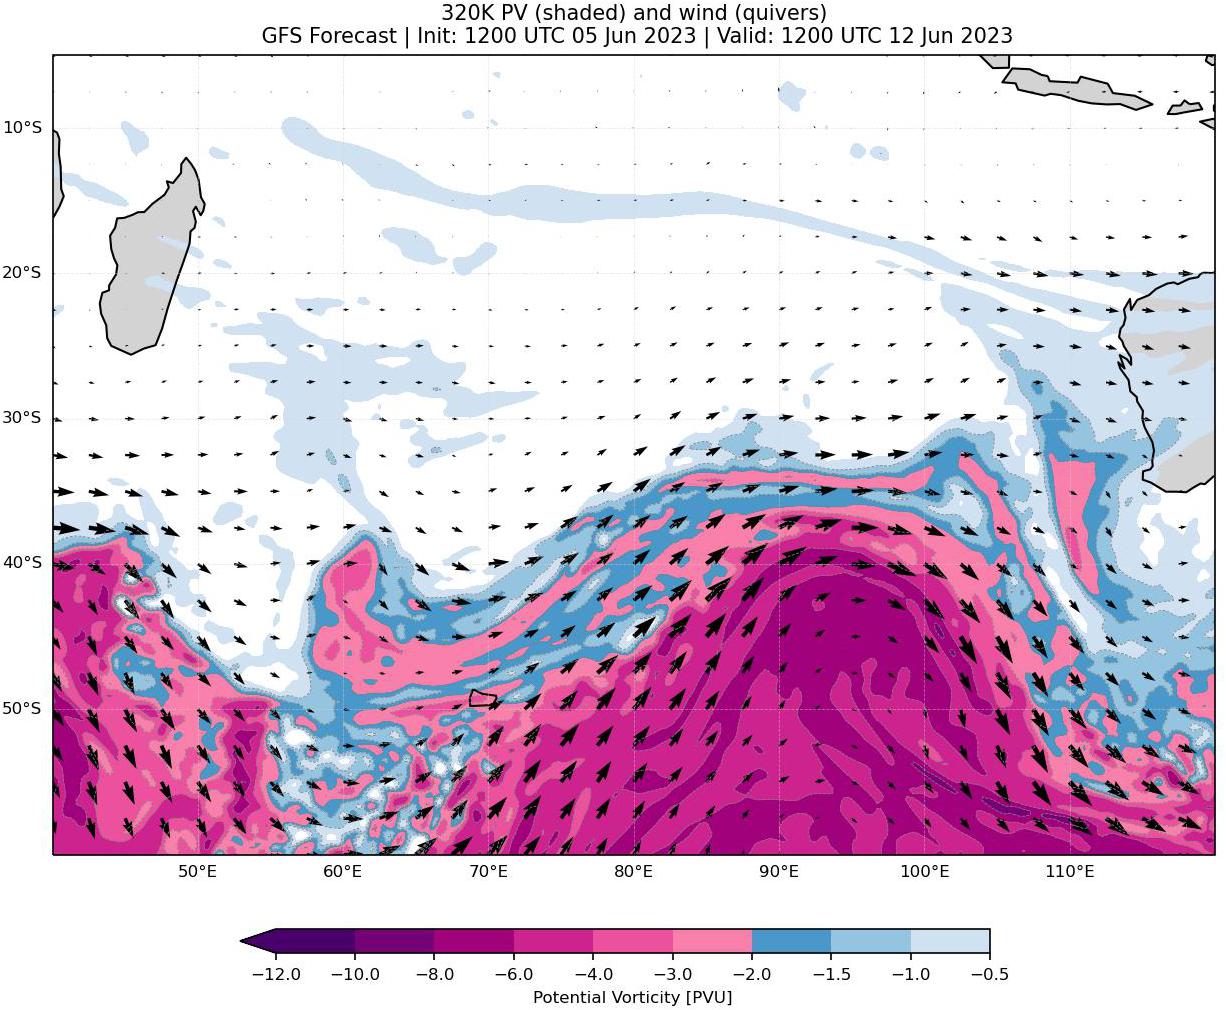 320K PV (shaded) and wind (quivers)
GFS Forecast | Init: 1200 UTC 05 Jun 2023 | Valid: 1200 UTC 12 Jun 2023
10°S
20°S
30°S
40°S
50°S
50°E 60°E 70°E 80°E 90°E 100°E 110°E
−12.0 −10.0 −8.0 −6.0 −4.0 −3.0 −2.0 −1.5 −1.0 −0.5
Potential Vorticity [PVU]